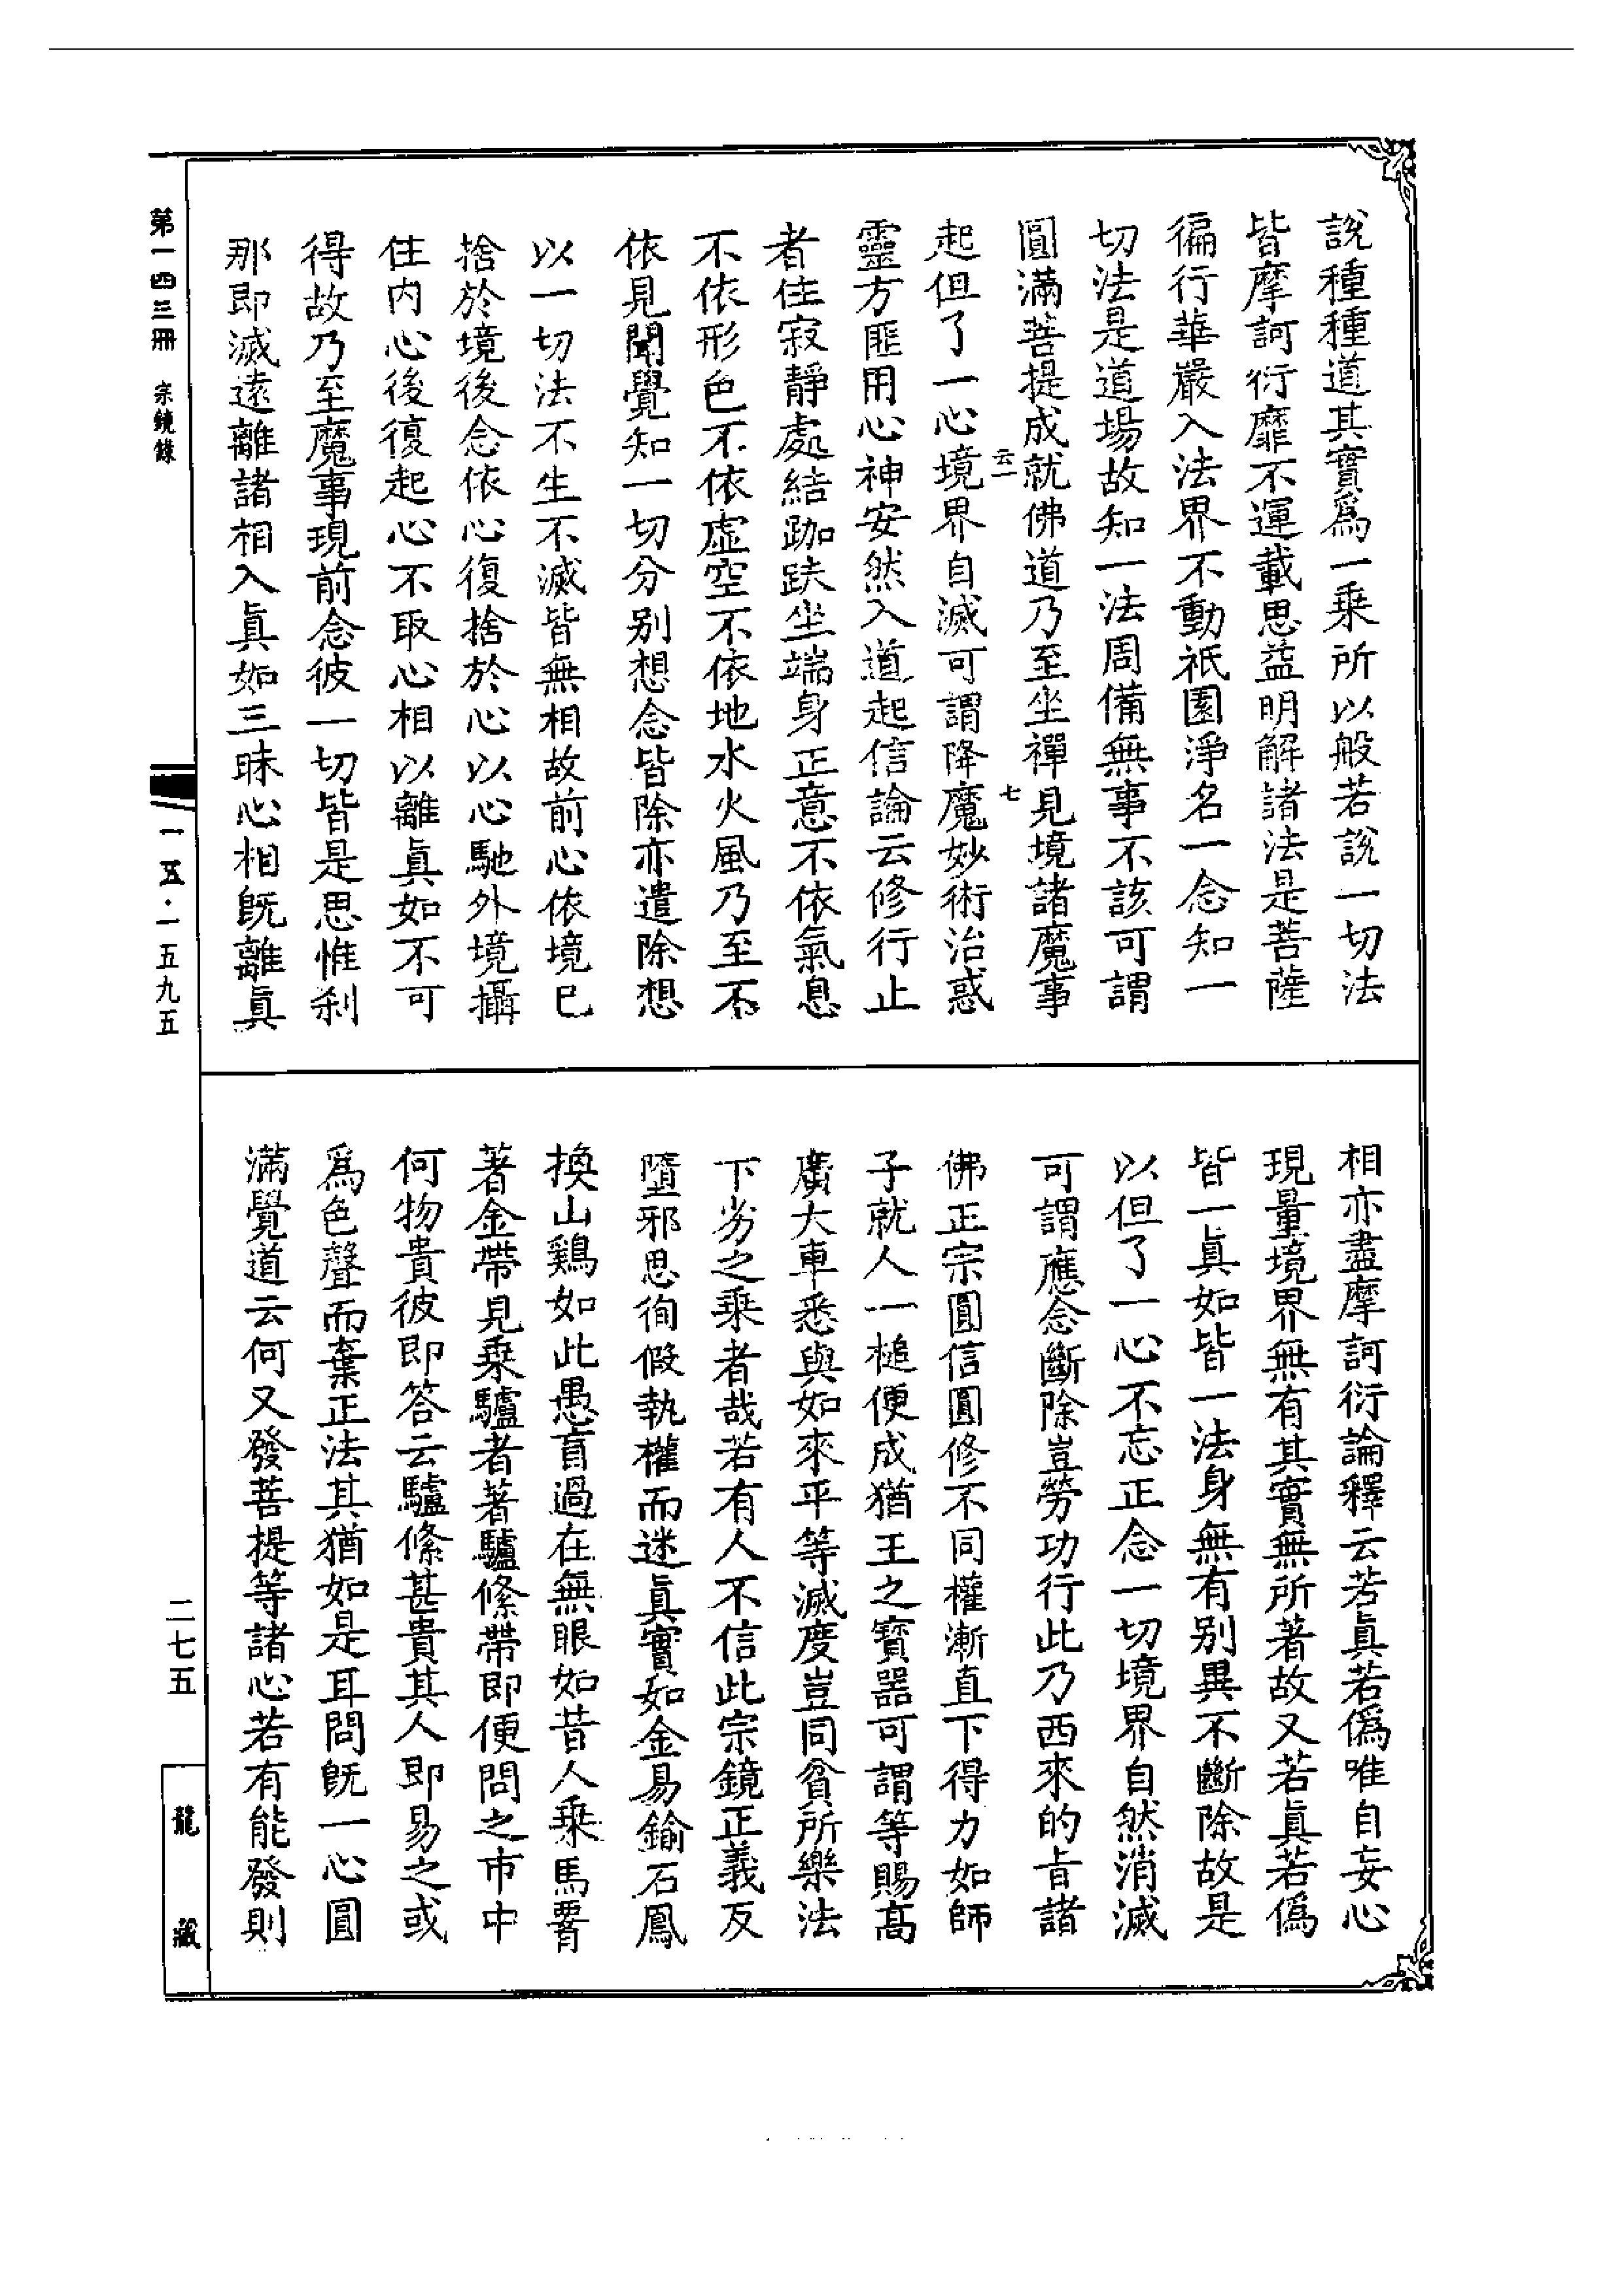 說種種道其實爲一乘所以般若說一切法
皆摩訶衍靡不運載思益明解諸法是菩薩
徧行華嚴入法界不動祇園淨名一念知一
切法是道場故知一法周備無事不該可謂
圓滿菩提成就佛道乃至坐禪見境諸魔事
云一
七
起但了一心境界自滅可謂降魔妙術治惑
靈方匪用心神安然入道起信論云修行止
者住寂靜處結跏趺坐端身正意不依氣息
不依形色不依虛空不依地水火風乃至不
依見聞覺知一切分别想念皆除亦遣除想
以一切法不生不滅皆無相故前心依境已
捨於境後念依心復捨於心以心馳外境攝
住内心後復起心不取心相以離眞如不可
得故乃至魔事現前念彼一切皆是思惟刹
那即滅遠離諸相入眞如三昧心相旣離眞
相亦盡摩訶衍論釋云若眞若僞唯自妄心
現量境界無有其實無所著故又若眞若僞
皆一眞如皆一法身無有别異不斷除故是
以但了一心不忘正念一切境界自然消滅
可謂應念斷除豈勞功行此乃西來的旨諸
佛正宗圓信圓修不同權漸直下得力如師
子就人一槌便成猶王之寳器可謂等賜髙
廣大車悉與如來平等滅度豈同貧所樂法
下劣之乘者哉若有人不信此宗鏡正義反
墮邪思徇假執權而迷眞實如金易鍮石鳳
換山鷄如此愚盲過在無眼如昔人乘馬臀
著金帶見乘驢者著驢絛帶即便問之市中
何物貴彼即答云驢絛甚貴其人即易之或
爲色聲而棄正法其猶如是耳問旣一心圓
滿覺道云何又發菩提等諸心若有能發則
第一四三冊 宗鏡錄
一五·一五九五
二七五
龍藏